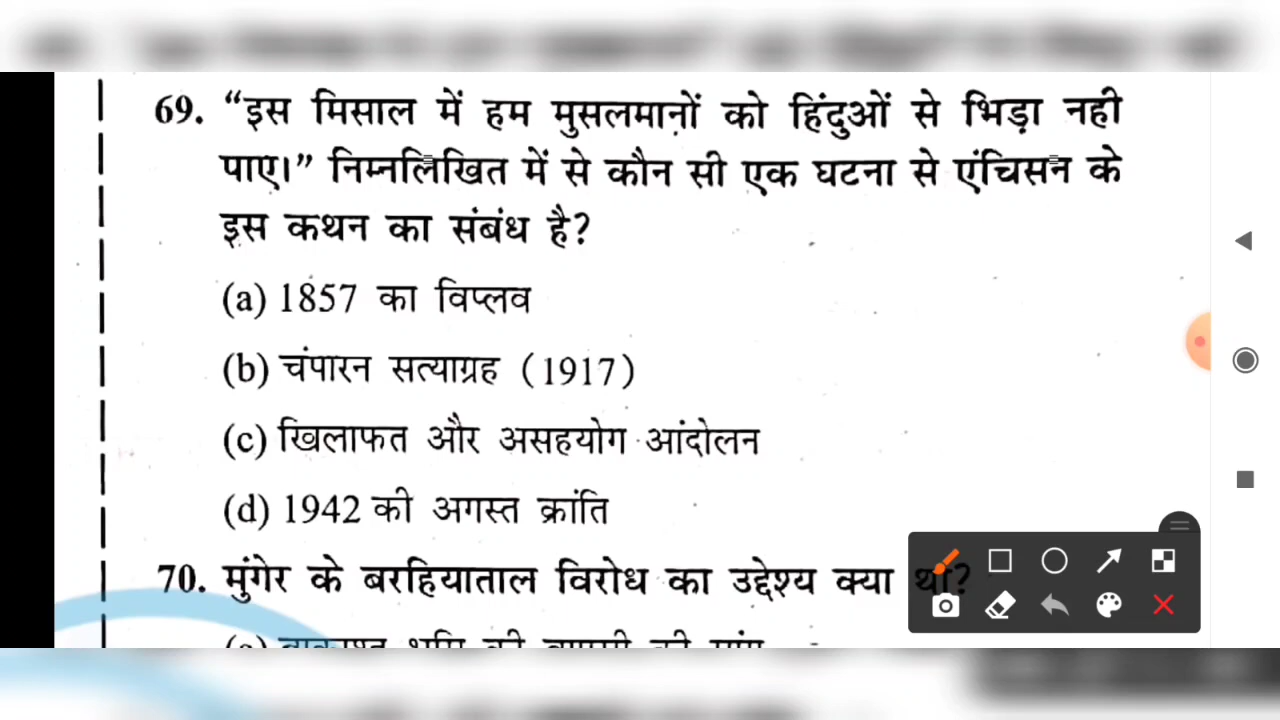 69. “इस मिसाल में हम मुसलमानों को हिंदुओं से भिड़ा नही
पाए।” निम्नलिखित में से कौन सी एक घटना से एंचिसन के
इस कथन का संबंध है?
(a) 1857 का विप्लव
(b) चंपारन सत्याग्रह (1917)
(c) खिलाफत और असहयोग आंदोलन
(d) 1942 की अगस्त क्रांति
70. मुंगेर के बरहियाताल विरोध का उद्देश्य क्या था?